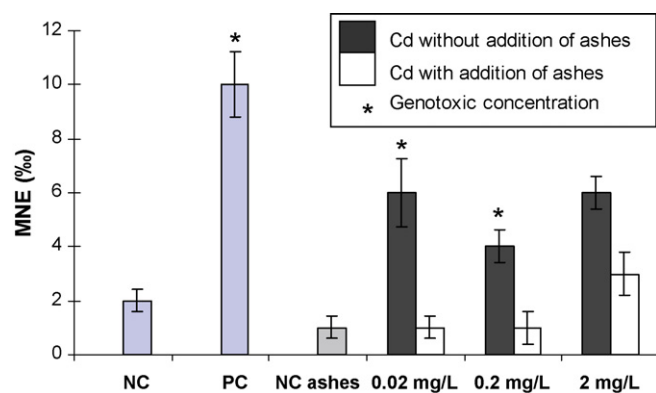 12
10
8
6
4
2
0
MNE (‰)
Cd without addition of ashes
Cd with addition of ashes
* Genotoxic concentration
*
*
*
NC PC NC ashes 0.02 mg/L 0.2 mg/L 2 mg/L